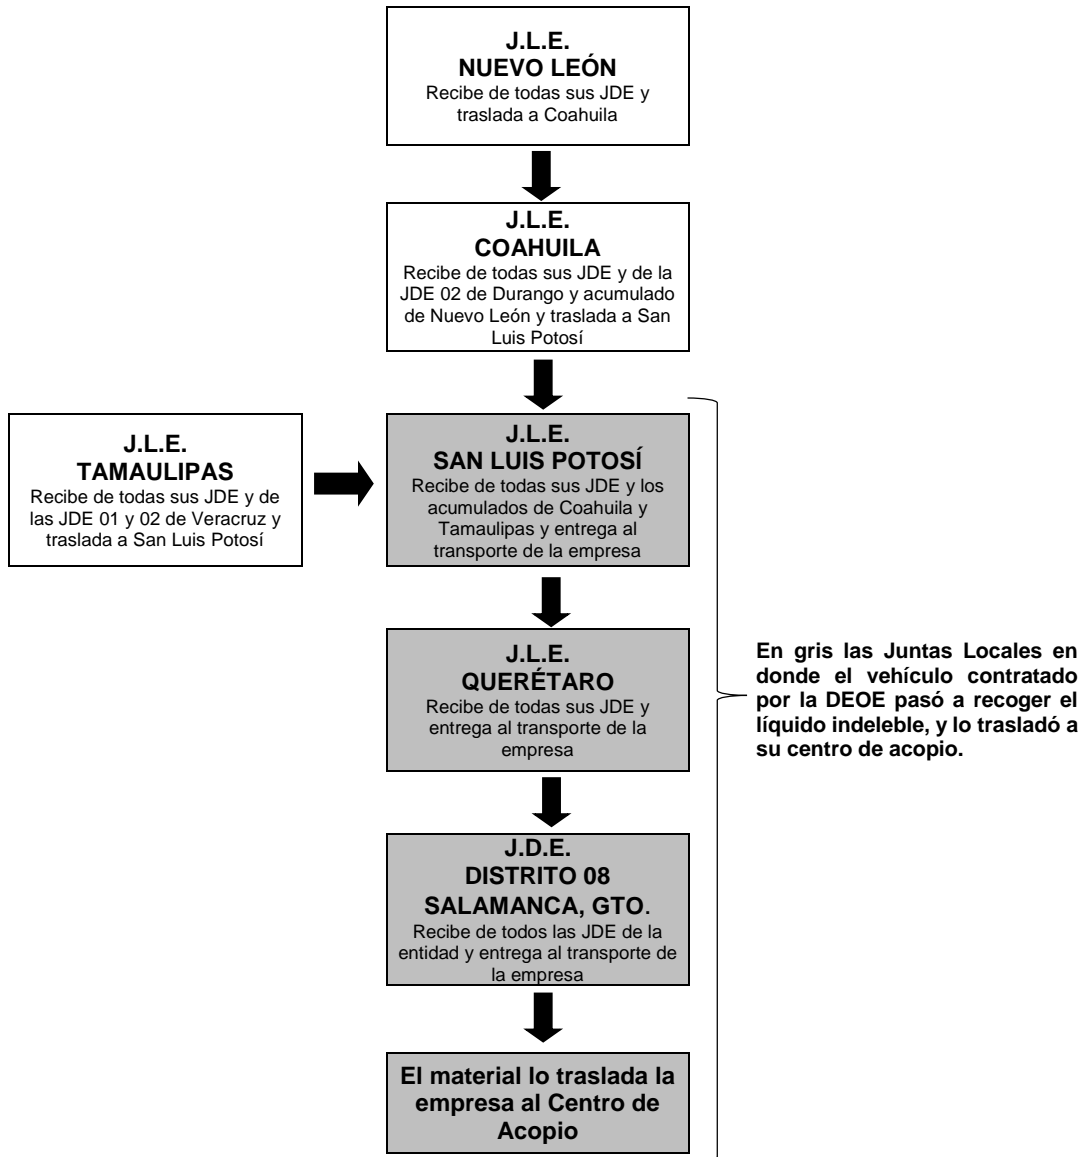 J.L.E.
NUEVO LEÓN
Recibe de todas sus JDE y
traslada a Coahuila
J.L.E.
COAHUILA
Recibe de todas sus JDE y de la
JDE 02 de Durango y acumulado
de Nuevo León y traslada a San
Luis Potosí
J.L.E.
TAMAULIPAS
Recibe de todas sus JDE y de
las JDE 01 y 02 de Veracruz y
traslada a San Luis Potosí
J.L.E.
SAN LUIS POTOSÍ
Recibe de todas sus JDE y los
acumulados de Coahuila y
Tamaulipas y entrega al
transporte de la empresa
J.L.E.
QUERÉTARO
Recibe de todas sus JDE y
entrega al transporte de la
empresa
En gris las Juntas Locales en
donde el vehículo contratado
por la DEOE pasó a recoger el
líquido indeleble, y lo trasladó a
su centro de acopio.
J.D.E.
DISTRITO 08
SALAMANCA, GTO.
Recibe de todos las JDE de la
entidad y entrega al transporte de
la empresa
El material lo traslada la
empresa al Centro de
Acopio